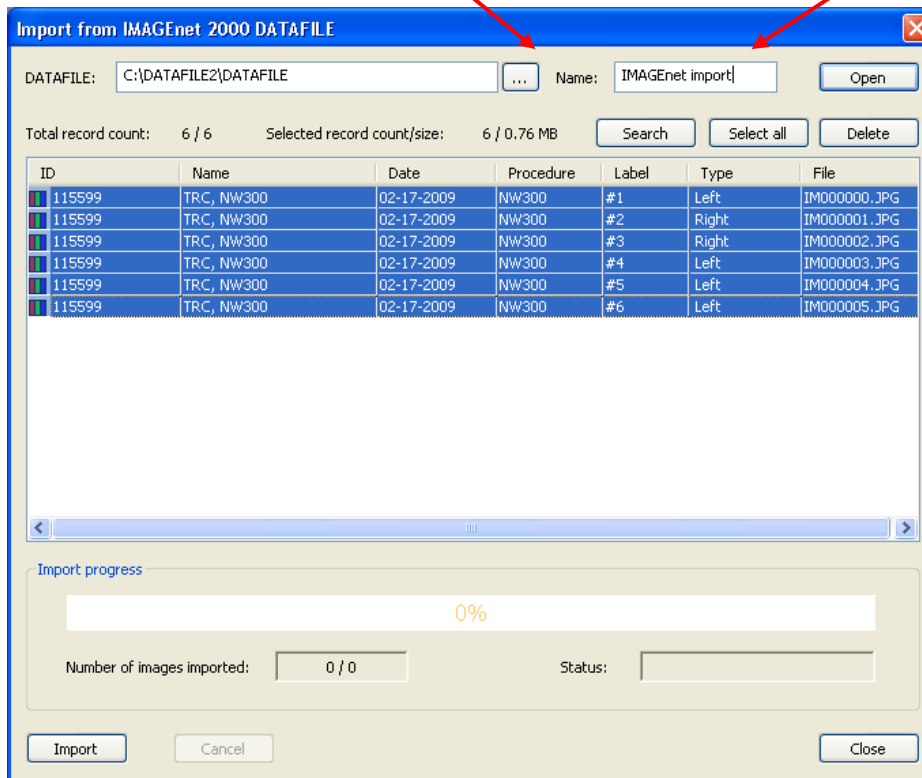 Import from IMAGEnet 2000 DATAFILE
DATAFILE: C:\DATAFILE2\DATAFILE ... Name: IMAGEnet import Open
Total record count: 6 / 6 Selected record count/size: 6 / 0.76 MB Search Select all Delete
ID Name Date Procedure Label Type File
115599 TRC, NW300 02-17-2009 NW300 #1 Left IM000000.JPG
115599 TRC, NW300 02-17-2009 NW300 #2 Right IM000001.JPG
115599 TRC, NW300 02-17-2009 NW300 #3 Right IM000002.JPG
115599 TRC, NW300 02-17-2009 NW300 #4 Left IM000003.JPG
115599 TRC, NW300 02-17-2009 NW300 #5 Left IM000004.JPG
115599 TRC, NW300 02-17-2009 NW300 #6 Left IM000005.JPG
Import progress
0%
Number of images imported: 0 / 0 Status:
Import Cancel Close